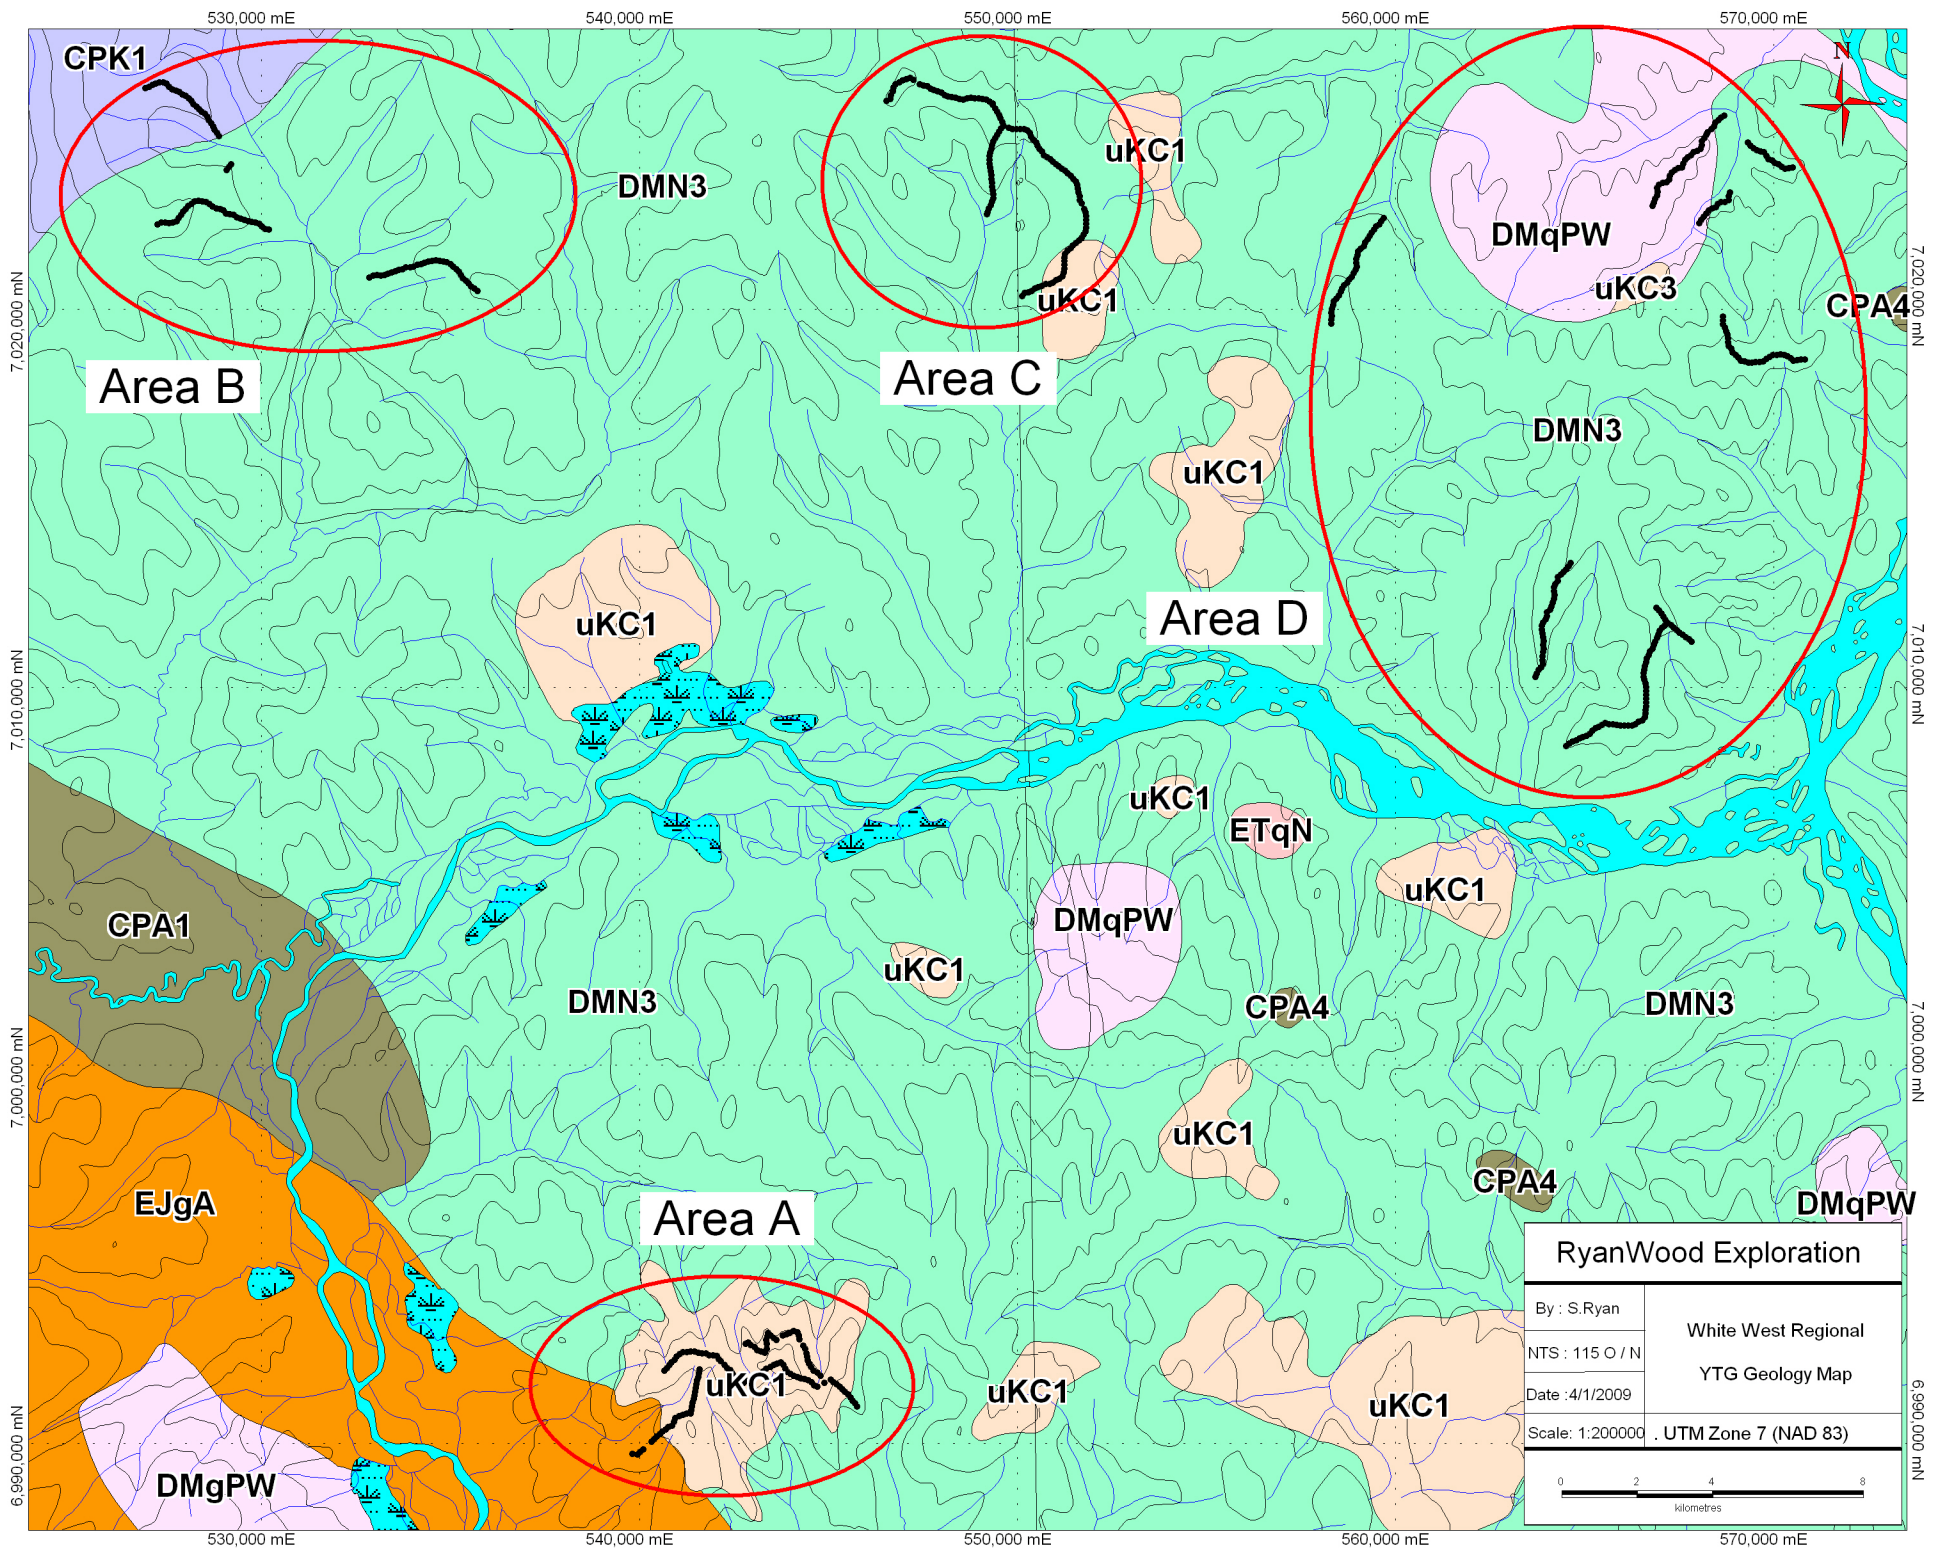 530,000 mE
540,000 mE
550,000 mE
560,000 mE
570,000 mE
CPK1
N
uKC1
DMN3
DMqPW
uKC3
uKC1
CPA4
7,020,000 mN
7,020,000 mN
Area B
Area C
DMN3
uKC1
Area D
uKC1
7,010,000 mN
7,010,000 mN
uKC1
ETqN
uKC1
CPA1
DMqPW
uKC1
DMN3
CPA4
DMN3
7,000,000 mN
7,000,000 mN
uKC1
CPA4
EJgA
DMqPW
Area A
RyanWood Exploration
By : S.Ryan
White West Regional
NTS : 115 O / N
YTG Geology Map
Date :4/1/2009
Scale: 1:200000
. UTM Zone 7 (NAD 83)
uKC1
uKC1
uKC1
6,990,000 mN
6,990,000 mN
DMgPW
0 2 4 8
kilometres
530,000 mE
540,000 mE
550,000 mE
560,000 mE
570,000 mE